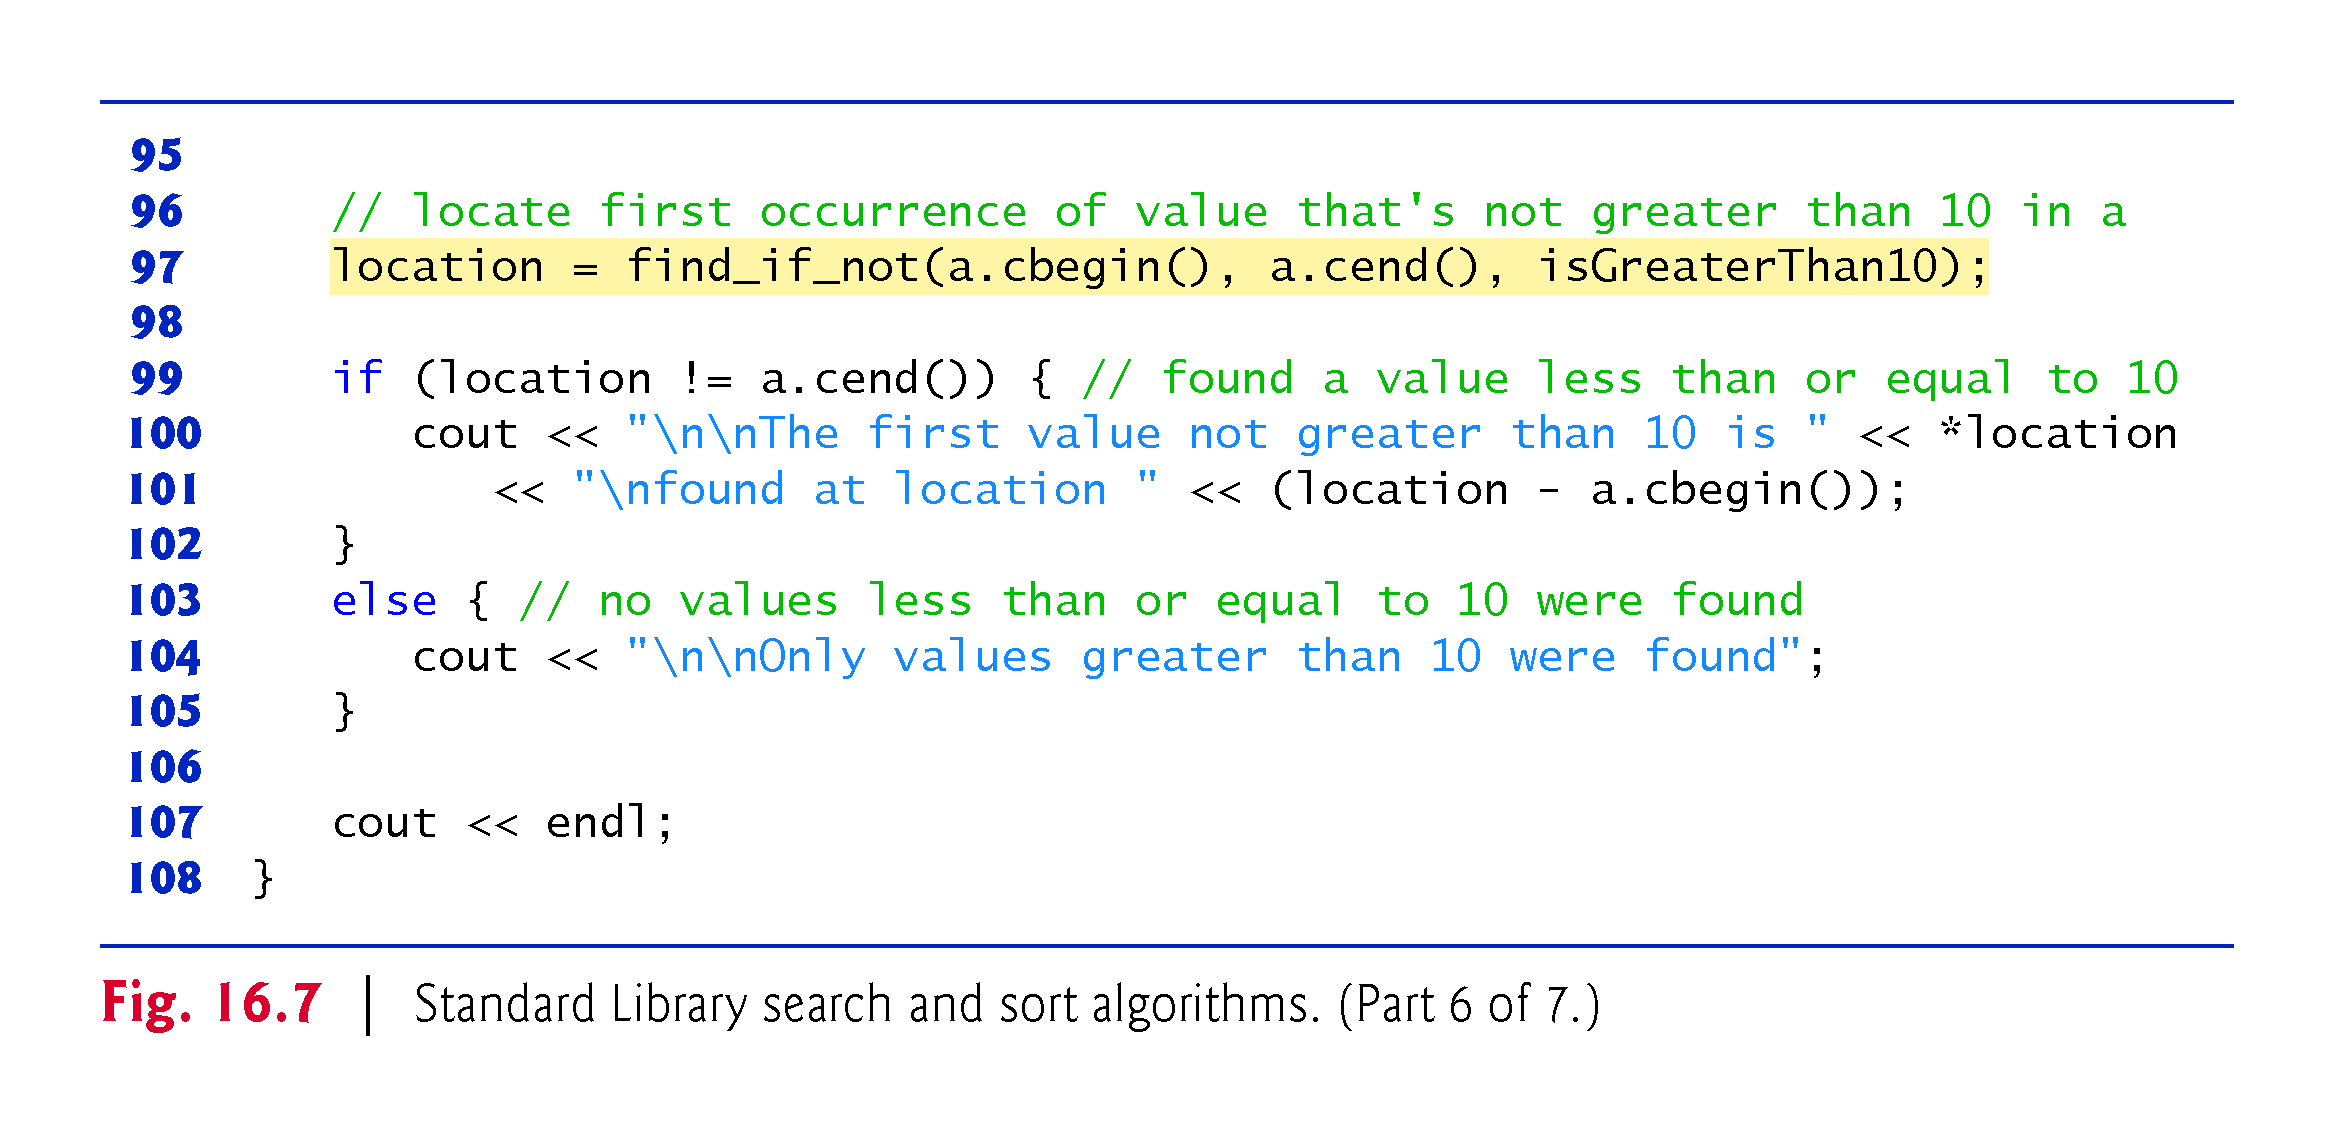 95
96 // locate first occurrence of value that's not greater than 10 in a
97 location = find_if_not(a.cbegin(), a.cend(), isGreaterThan10);
98
99 if (location != a.cend()) { // found a value less than or equal to 10
100 cout << "\n\nThe first value not greater than 10 is " << *location
101 << "\nfound at location " << (location - a.cbegin());
102 }
103 else { // no values less than or equal to 10 were found
104 cout << "\n\nOnly values greater than 10 were found";
105 }
106
107 cout << endl;
108 }
Fig. 16.7 | Standard Library search and sort algorithms. (Part 6 of 7.)